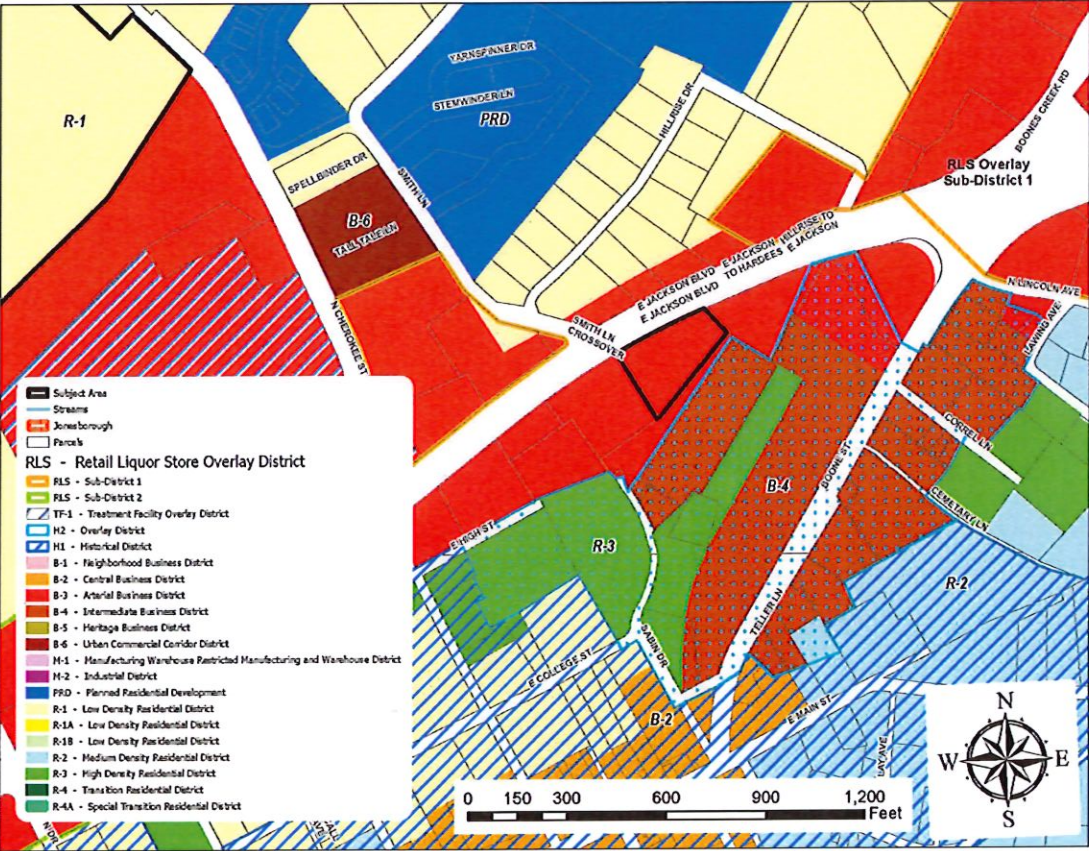 YARNSPINNER DR
STEMWINDER LN
PRD
HILLRISE DR
BOONES CREEK RD
R-1
RLS Overlay
Sub-District 1
SPELLBINDER DR
SMITH LN
B-6
TALL TALE LN
E JACKSON BLVD
E JACKSON HILLRISE TO
E JACKSON BLVD
TO HARDEES E JACKSON
N LINCOLN AVE
N CHEROKEE ST
SMITH LN
CROSSOVER
LAWING AVE
CORREL LN
BOONE ST
B-4
CEMETARY LN
E HIGH ST
R-3
R-2
TELLER LN
SABIN DR
E COLLEGE ST
B-2
E MAIN ST
LAY AVE
N DR
Subject Area
Streams
Jonesborough
Parcels
RLS - Retail Liquor Store Overlay District
RLS - Sub-District 1
RLS - Sub-District 2
TF-1 - Treatment Facility Overlay District
H2 - Overlay District
H1 - Historical District
B-1 - Neighborhood Business District
B-2 - Central Business District
B-3 - Arterial Business District
B-4 - Intermediate Business District
B-5 - Heritage Business District
B-6 - Urban Commercial Corridor District
M-1 - Manufacturing Warehouse Restricted Manufacturing and Warehouse District
M-2 - Industrial District
PRD - Planned Residential Development
R-1 - Low Density Residential District
R-1A - Low Density Residential District
R-1B - Low Density Residential District
R-2 - Medium Density Residential District
R-3 - High Density Residential District
R-4 - Transition Residential District
R-4A - Special Transition Residential District
0 150 300 600 900 1,200
Feet
N
W E
S